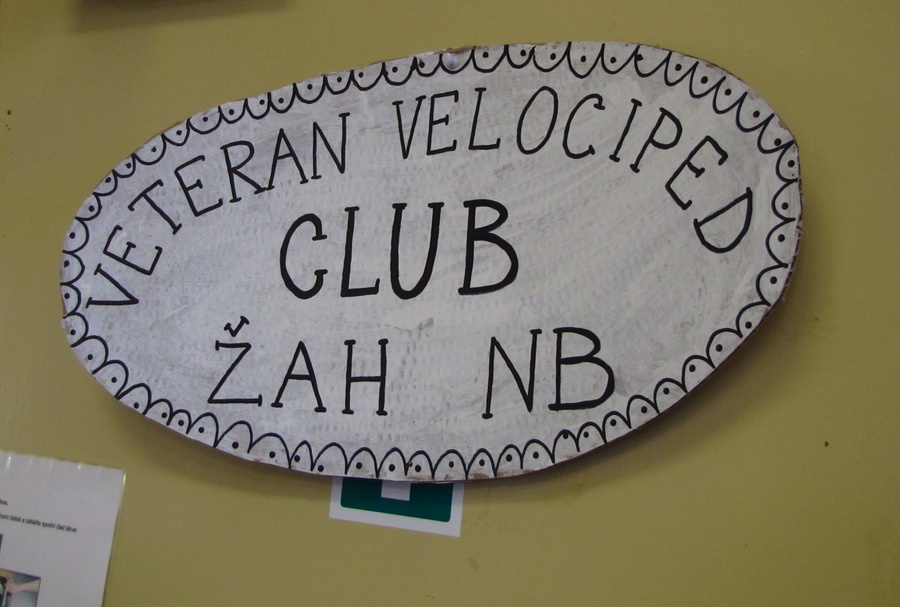 VETERAN VELOCIPED
CLUB
ŽAH NB